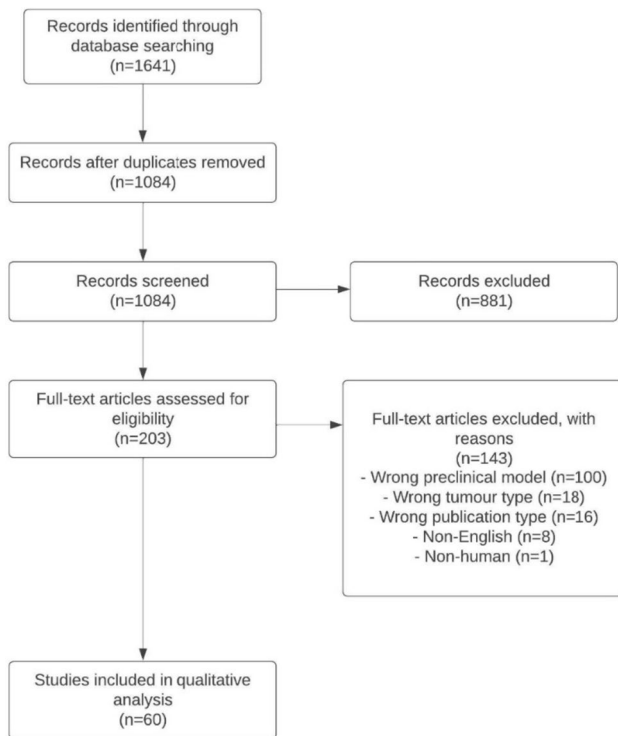 Records identified through
database searching
(n=1641)
Records after duplicates removed
(n=1084)
Records screened
(n=1084)
Records excluded
(n=881)
Full-text articles assessed for
eligibility
(n=203)
Full-text articles excluded, with
reasons
(n=143)
- Wrong preclinical model (n=100)
- Wrong tumour type (n=18)
- Wrong publication type (n=16)
- Non-English (n=8)
- Non-human (n=1)
Studies included in qualitative
analysis
(n=60)